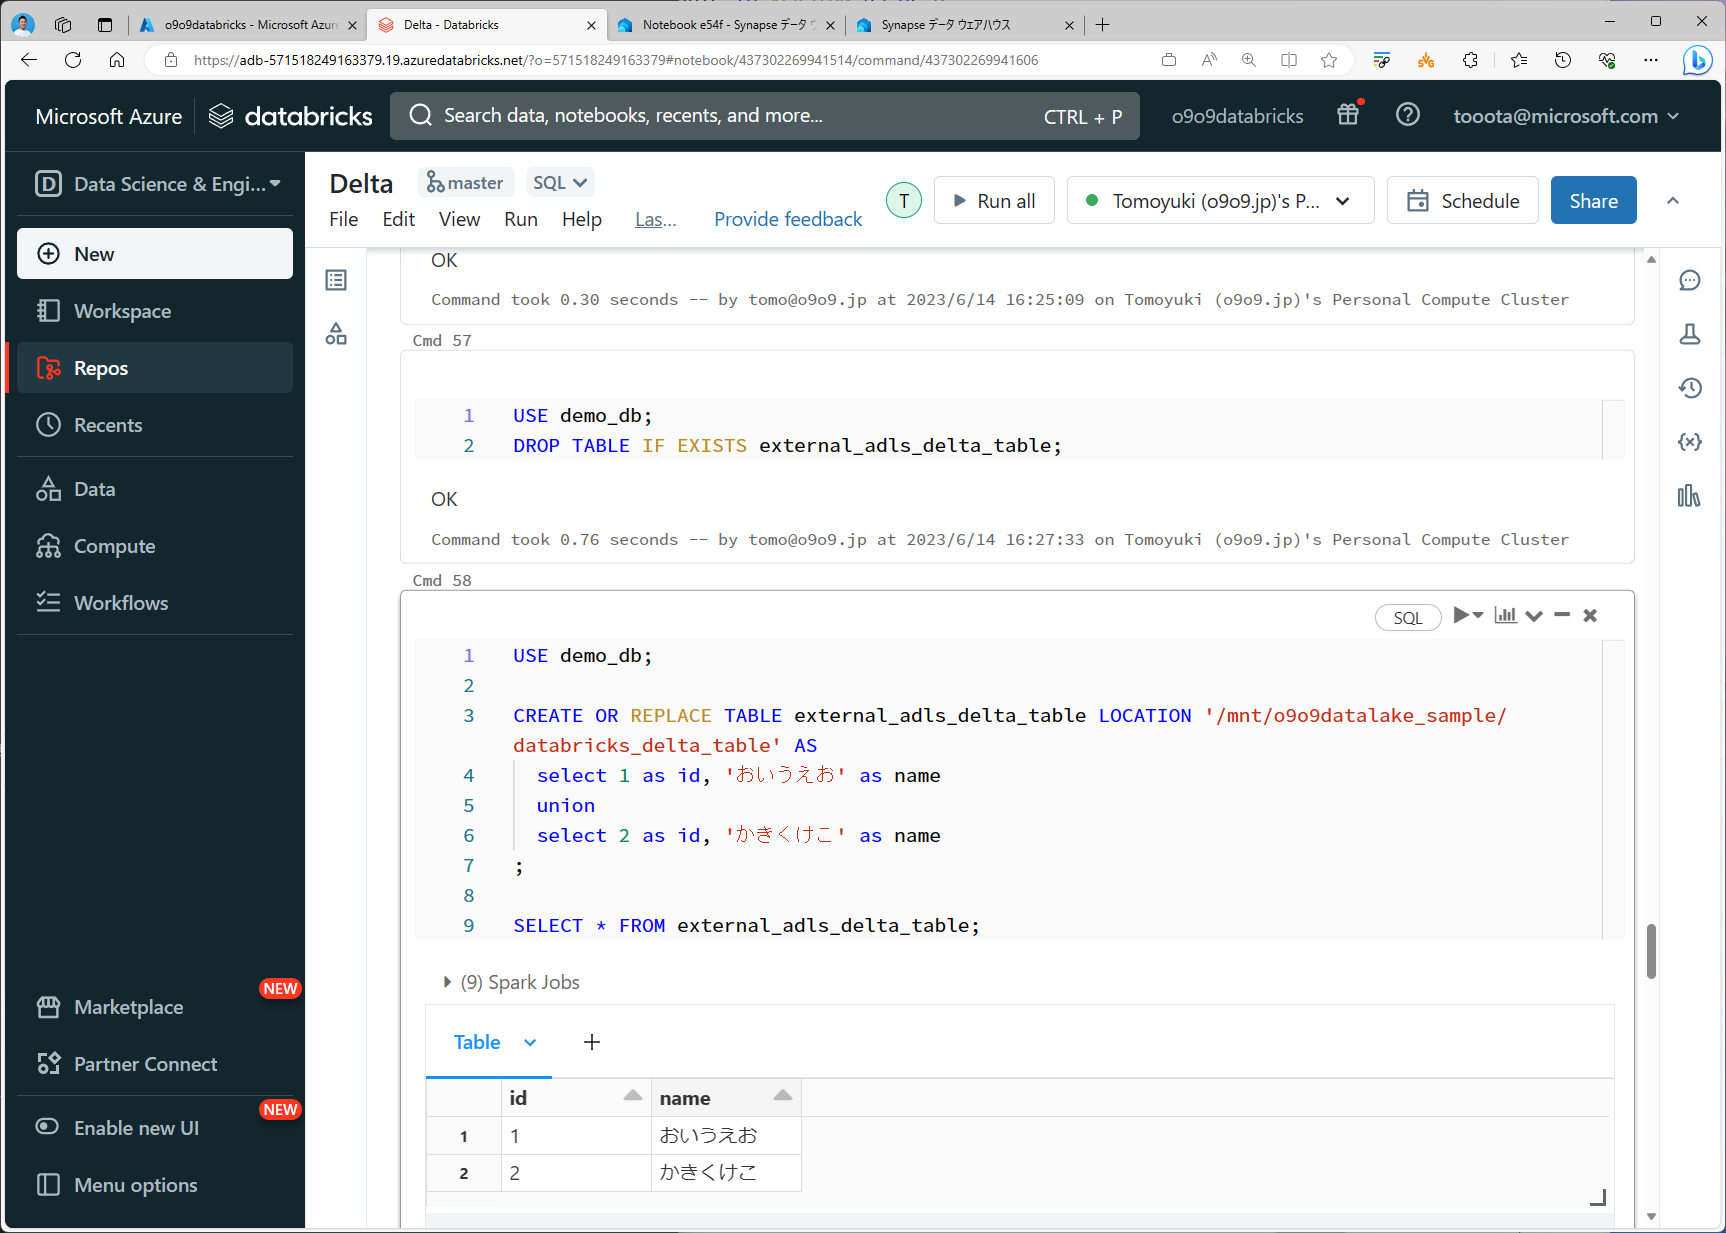 o9o9databricks - Microsoft Azure
Delta - Databricks
Notebook e54f - Synapse データ ウ
Synapse データ ウェアハウス
https://adb-571518249163379.19.azuredatabricks.net/?o=571518249163379#notebook/437302269941514/command/437302269941606
Microsoft Azure
databricks
Search data, notebooks, recents, and more...
CTRL + P
o9o9databricks
tooota@microsoft.com
D
Data Science & Engi...
New
Workspace
Repos
Recents
Data
Compute
Workflows
Marketplace
NEW
Partner Connect
Enable new UI
NEW
Menu options
Delta
master
SQL
File Edit View Run Help Las... Provide feedback
T
Run all
Tomoyuki (o9o9.jp)'s P...
Schedule
Share
OK
Command took 0.30 seconds -- by tomo@o9o9.jp at 2023/6/14 16:25:09 on Tomoyuki (o9o9.jp)'s Personal Compute Cluster
Cmd 57
1 USE demo_db;
2 DROP TABLE IF EXISTS external_adls_delta_table;
OK
Command took 0.76 seconds -- by tomo@o9o9.jp at 2023/6/14 16:27:33 on Tomoyuki (o9o9.jp)'s Personal Compute Cluster
Cmd 58
SQL
1 USE demo_db;
2
3 CREATE OR REPLACE TABLE external_adls_delta_table LOCATION '/mnt/o9o9datalake_sample/
databricks_delta_table' AS
4 select 1 as id, 'おいうえお' as name
5 union
6 select 2 as id, 'かきくけこ' as name
7 ;
8
9 SELECT * FROM external_adls_delta_table;
(9) Spark Jobs
Table
+
id name
1 1 おいうえお
2 2 かきくけこ